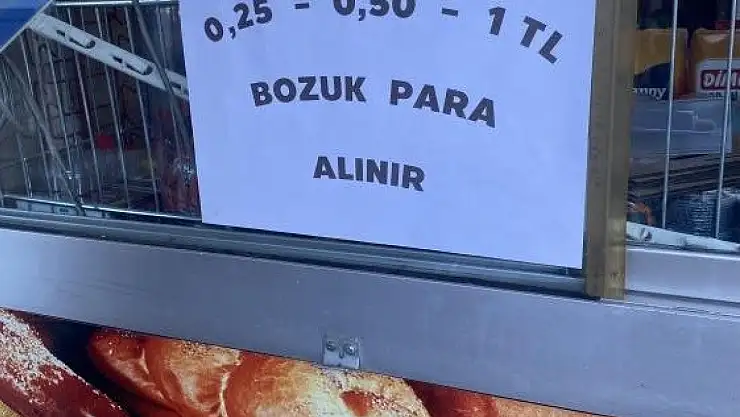 0,25 - 0,50 - 1 TL
BOZUK PARA
ALINIR